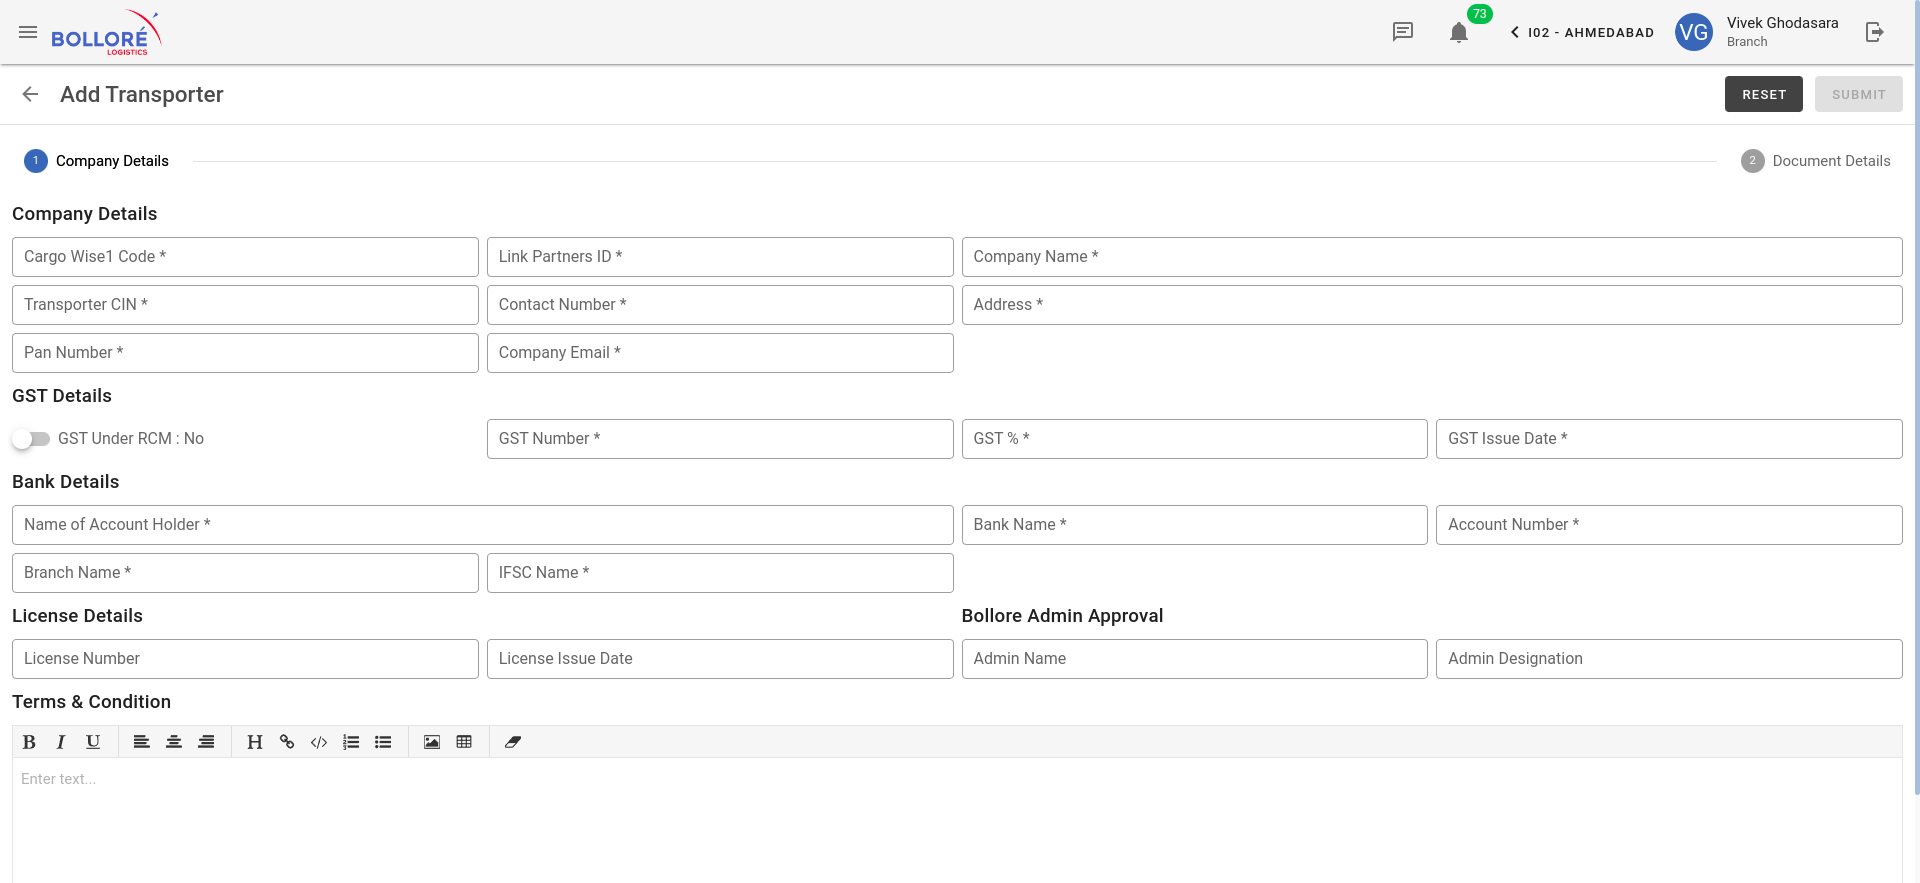 BOLLORÉ
LOGISTICS
73
I02 - AHMEDABAD
VG
Vivek Ghodasara
Branch
Add Transporter
RESET
SUBMIT
1 Company Details
2 Document Details
Company Details
Cargo Wise1 Code *
Link Partners ID *
Company Name *
Transporter CIN *
Contact Number *
Address *
Pan Number *
Company Email *
GST Details
GST Under RCM : No
GST Number *
GST % *
GST Issue Date *
Bank Details
Name of Account Holder *
Bank Name *
Account Number *
Branch Name *
IFSC Name *
License Details
Bollore Admin Approval
License Number
License Issue Date
Admin Name
Admin Designation
Terms & Condition
Enter text...